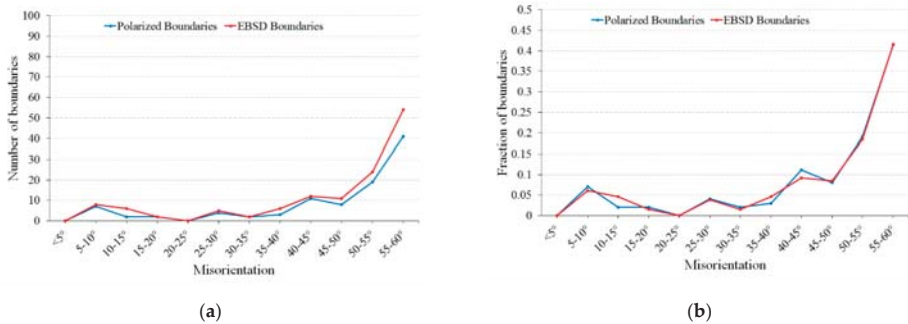 Polarized Boundaries EBSD Boundaries
Number of boundaries
100
90
80
70
60
50
40
30
20
10
0
<5° 5-10° 10-15° 15-20° 20-25° 25-30° 30-35° 35-40° 40-45° 45-50° 50-55° 55-60°
Misorientation
(a)
Polarized Boundaries EBSD Boundaries
Fraction of boundaries
0.5
0.45
0.4
0.35
0.3
0.25
0.2
0.15
0.1
0.05
0
<5° 5-10° 10-15° 15-20° 20-25° 25-30° 30-35° 35-40° 40-45° 45-50° 50-55° 55-60°
Misorientation
(b)